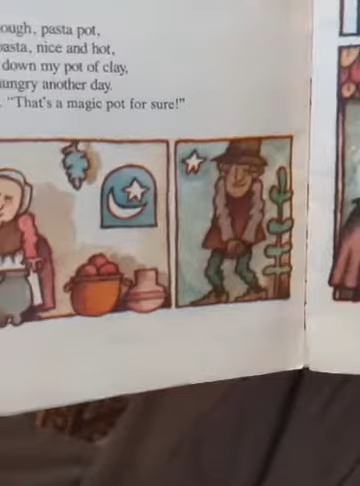 ough, pasta pot,
pasta, nice and hot,
down my pot of clay,
ungry another day.
. "That's a magic pot for sure!"